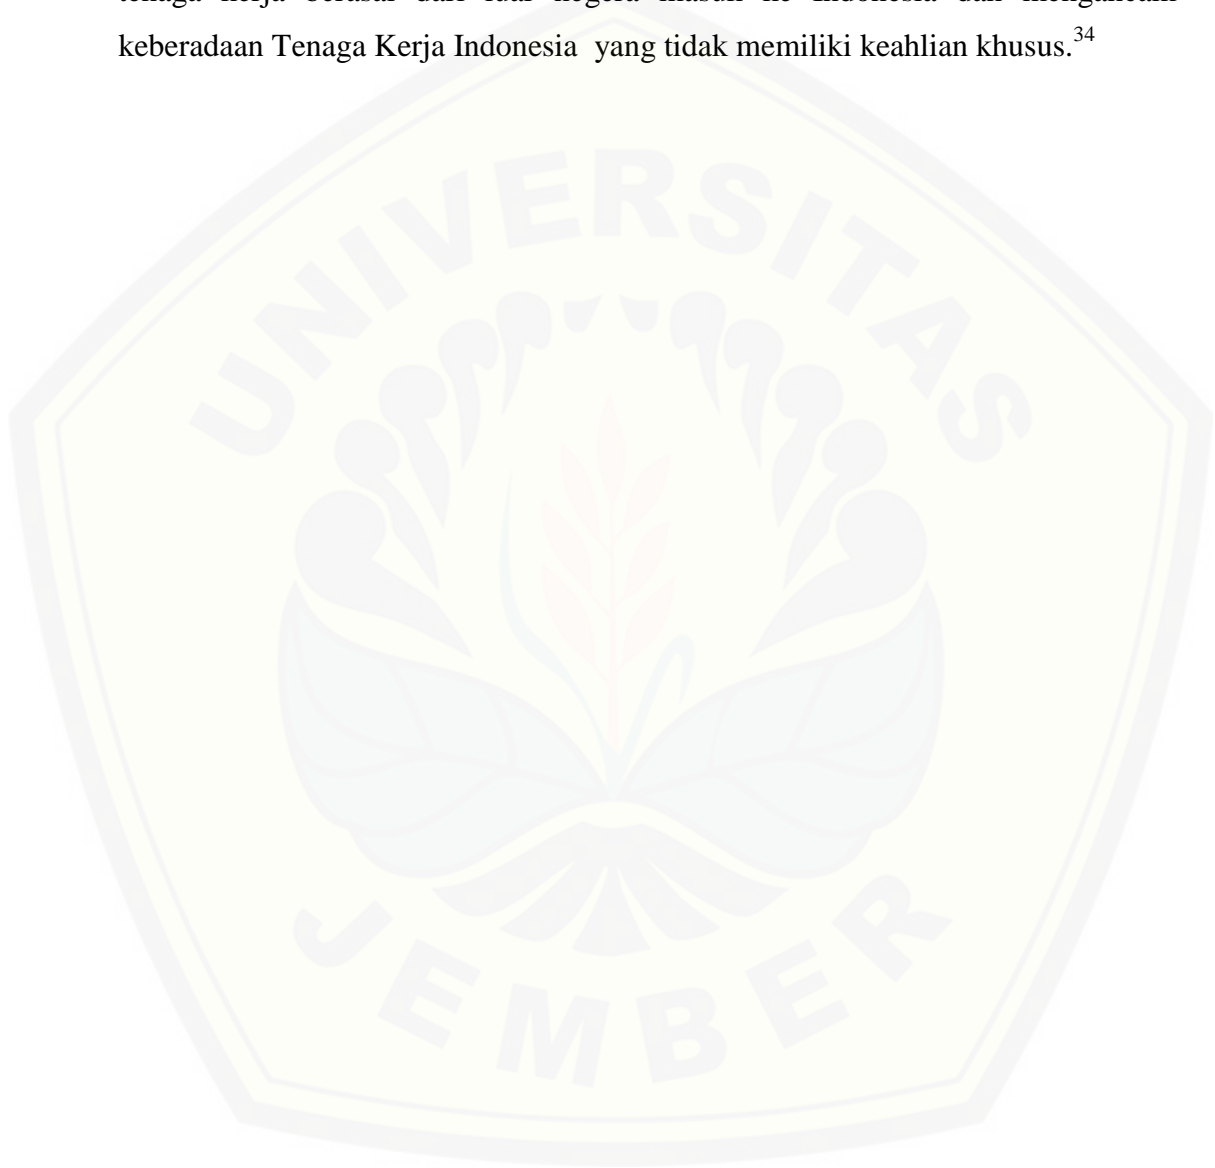 tenaga kerja berasal dari luar negera masuk ke Indonesia dan mengancam
keberadaan Tenaga Kerja Indonesia yang tidak memiliki keahlian khusus.34
UNIVERSITAS
JEMBER